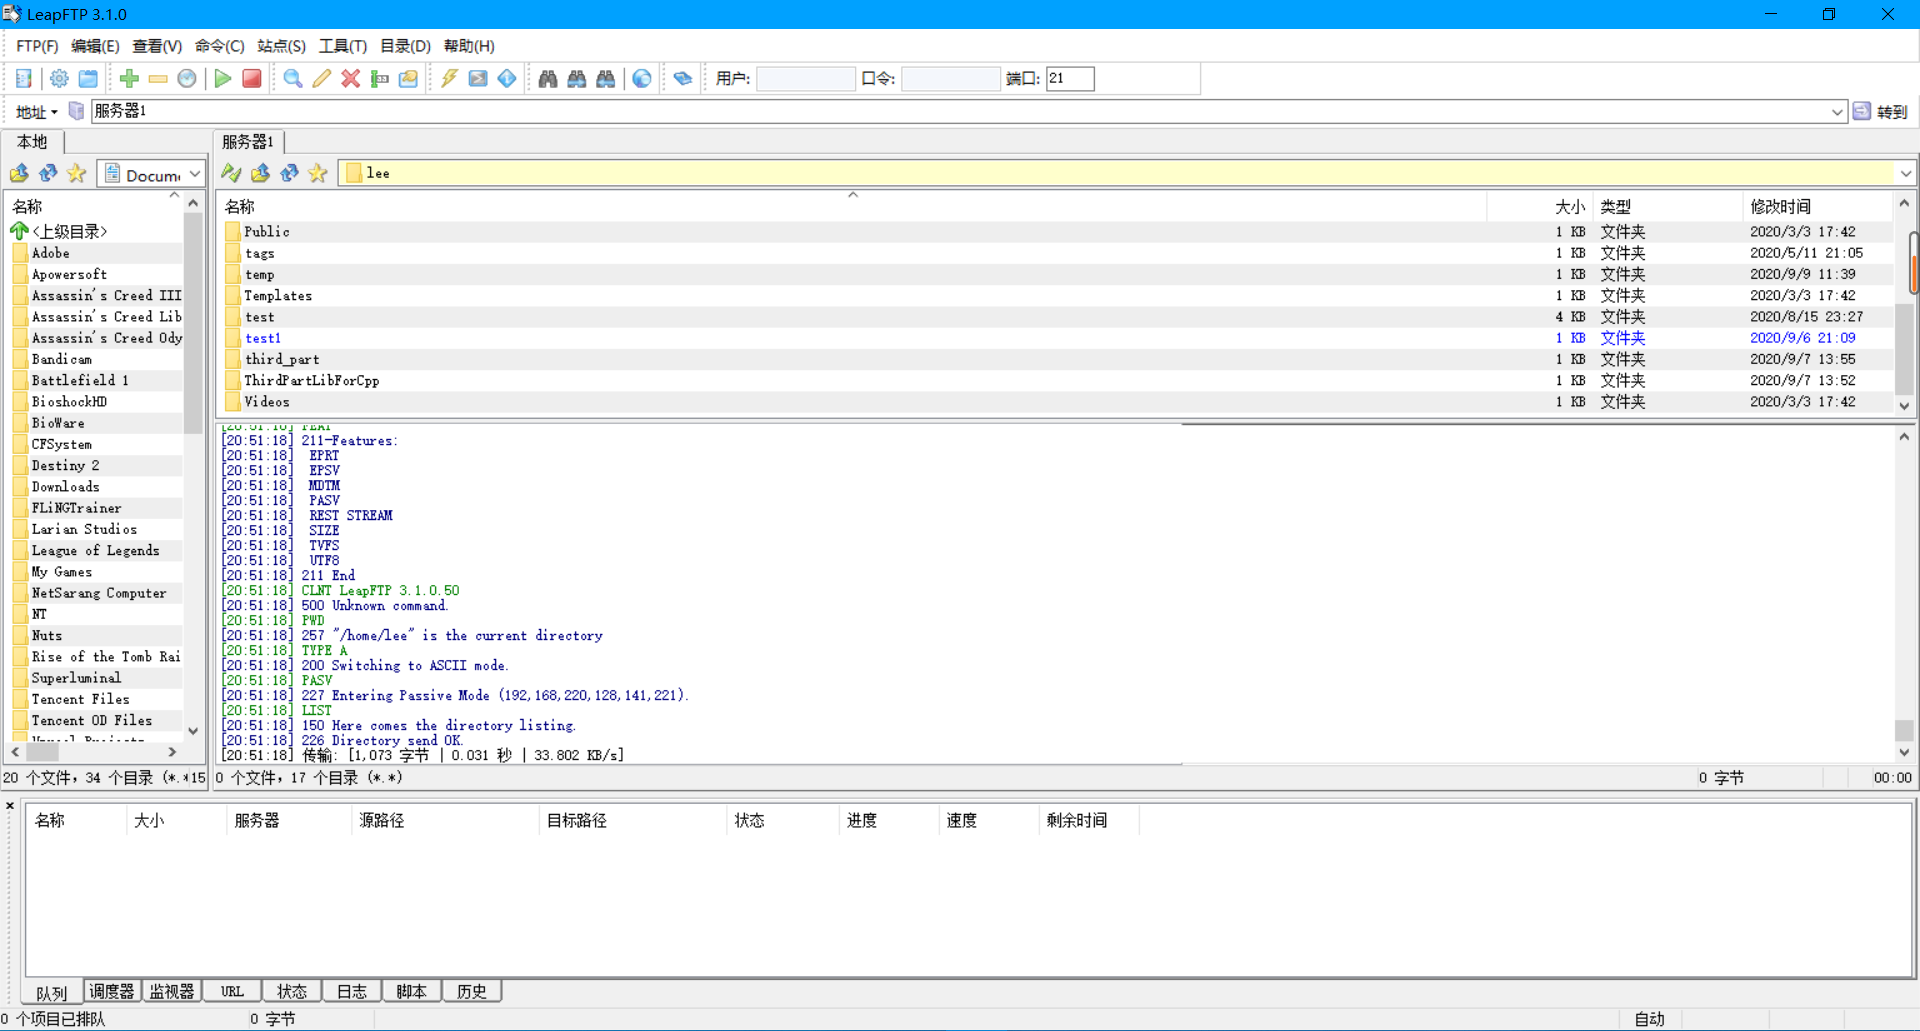 LeapFTP 3.1.0
FTP(F) 编辑(E) 查看(V) 命令(C) 站点(S) 工具(T) 目录(D) 帮助(H)
用户: 口令: 端口: 21
地址 服务器1 转到
本地
Docum
名称
<上级目录>
Adobe
Apowersoft
Assassin's Creed III
Assassin's Creed Lib
Assassin's Creed Ody
Bandicam
Battlefield 1
BioshockHD
BioWare
CFSystem
Destiny 2
Downloads
FLiNGTrainer
Larian Studios
League of Legends
My Games
NetSarang Computer
NT
Nuts
Rise of the Tomb Rai
Superluminal
Tencent Files
Tencent OD Files
Unreal Projects
20 个文件, 34 个目录 (*.*15
服务器1
lee
名称 大小 类型 修改时间
Public 1 KB 文件夹 2020/3/3 17:42
tags 1 KB 文件夹 2020/5/11 21:05
temp 1 KB 文件夹 2020/9/9 11:39
Templates 1 KB 文件夹 2020/3/3 17:42
test 4 KB 文件夹 2020/8/15 23:27
test1 1 KB 文件夹 2020/9/6 21:09
third_part 1 KB 文件夹 2020/9/7 13:55
ThirdPartLibForCpp 1 KB 文件夹 2020/9/7 13:52
Videos 1 KB 文件夹 2020/3/3 17:42
[20:51:18] FEAT
[20:51:18] 211-Features:
[20:51:18] EPRT
[20:51:18] EPSV
[20:51:18] MDTM
[20:51:18] PASV
[20:51:18] REST STREAM
[20:51:18] SIZE
[20:51:18] TVFS
[20:51:18] UTF8
[20:51:18] 211 End
[20:51:18] CLNT LeapFTP 3.1.0.50
[20:51:18] 500 Unknown command.
[20:51:18] PWD
[20:51:18] 257 "/home/lee" is the current directory
[20:51:18] TYPE A
[20:51:18] 200 Switching to ASCII mode.
[20:51:18] PASV
[20:51:18] 227 Entering Passive Mode (192,168,220,128,141,221).
[20:51:18] LIST
[20:51:18] 150 Here comes the directory listing.
[20:51:18] 226 Directory send OK.
[20:51:18] 传输: [1,073 字节 | 0.031 秒 | 33.802 KB/s]
0 个文件, 17 个目录 (*.*) 0 字节 00:00
名称 大小 服务器 源路径 目标路径 状态 进度 速度 剩余时间
队列 调度器 监视器 URL 状态 日志 脚本 历史
0 个项目已排队 0 字节 自动